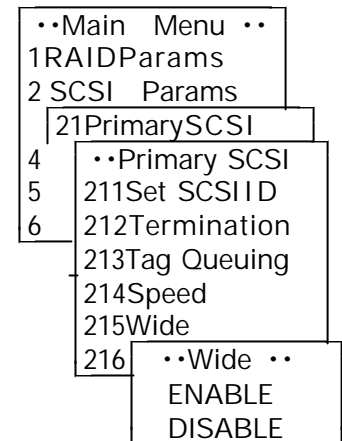 ••Main Menu ••
1RAIDParams
2 SCSI Params
21PrimarySCSI
4 ••Primary SCSI
5 211Set SCSIID
6 212Termination
213Tag Queuing
214Speed
215Wide
216 ••Wide ••
ENABLE
DISABLE